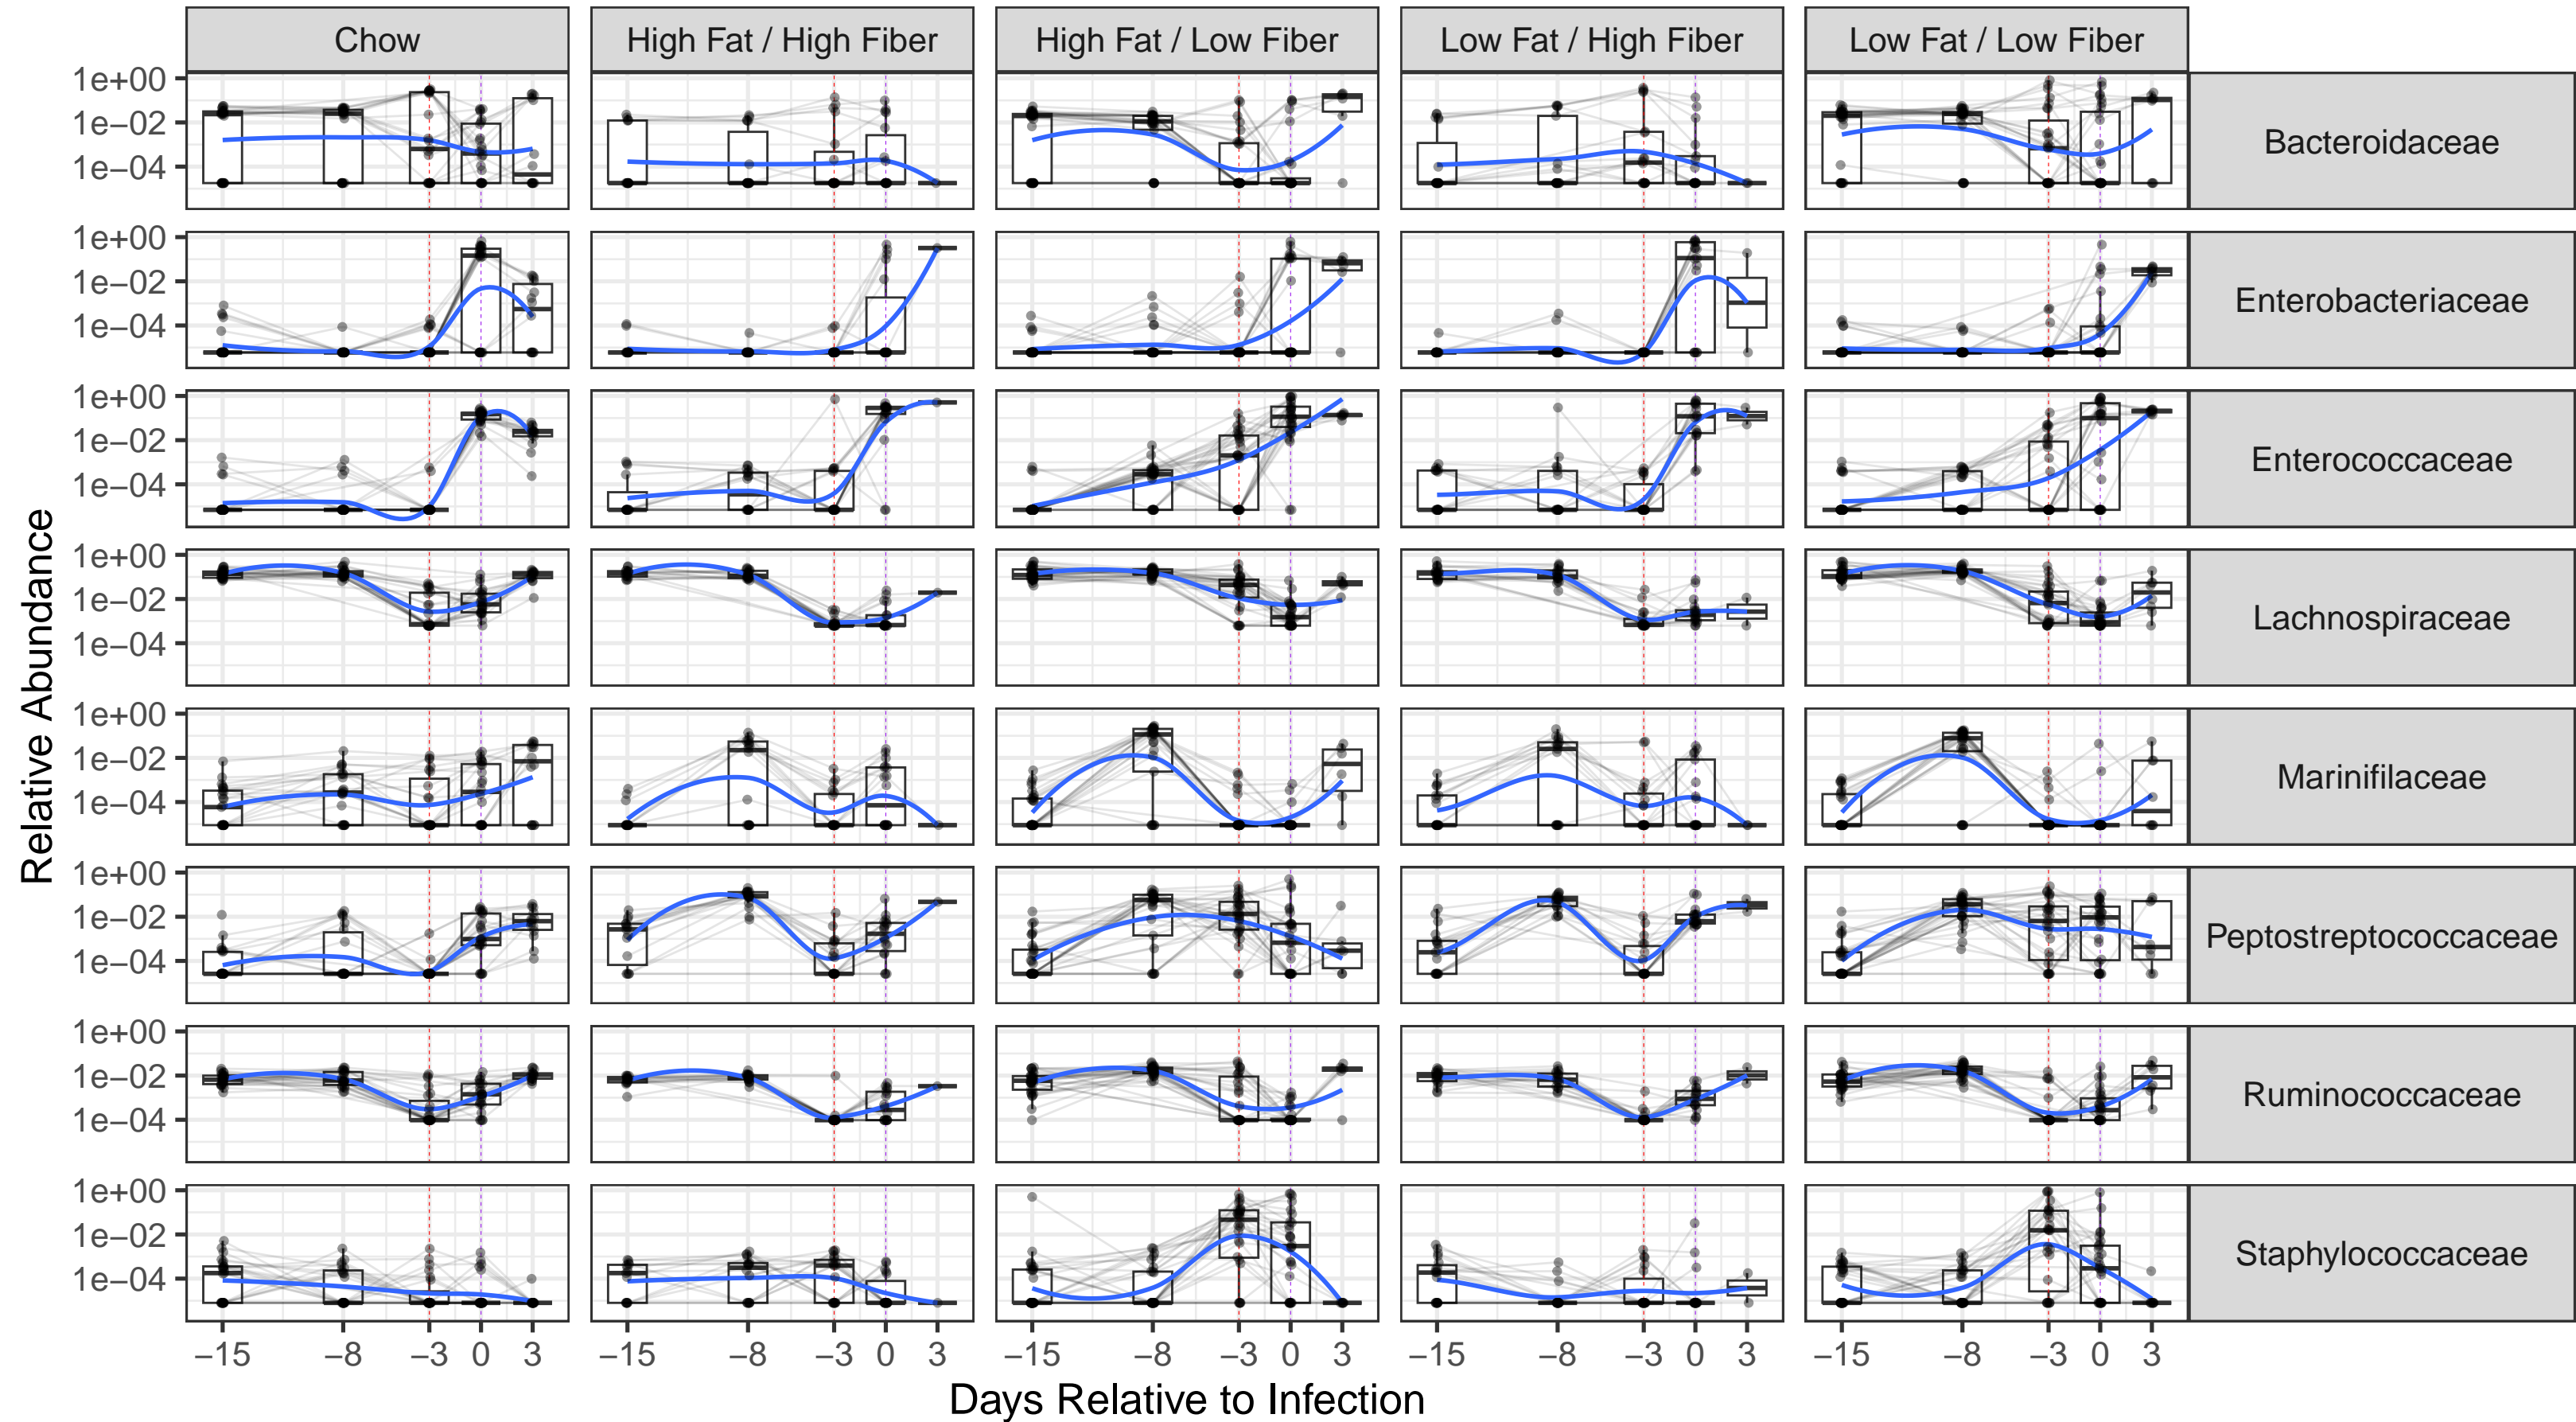 Chow
High Fat / High Fiber
High Fat / Low Fiber
Low Fat / High Fiber
Low Fat / Low Fiber
Relative Abundance
1e+00
1e−02
1e−04
Bacteroidaceae
1e+00
1e−02
1e−04
Enterobacteriaceae
1e+00
1e−02
1e−04
Enterococcaceae
1e+00
1e−02
1e−04
Lachnospiraceae
1e+00
1e−02
1e−04
Marinifilaceae
1e+00
1e−02
1e−04
Peptostreptococcaceae
1e+00
1e−02
1e−04
Ruminococcaceae
1e+00
1e−02
1e−04
Staphylococcaceae
−15 −8 −3 0 3
−15 −8 −3 0 3
−15 −8 −3 0 3
−15 −8 −3 0 3
−15 −8 −3 0 3
Days Relative to Infection